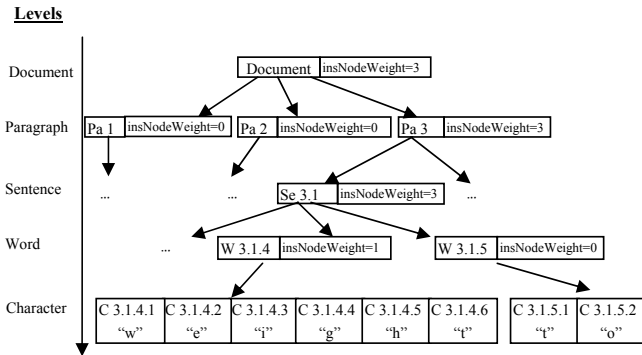 Levels
Document
Document insNodeWeight=3
Paragraph
Pa 1 insNodeWeight=0 Pa 2 insNodeWeight=0 Pa 3 insNodeWeight=3
Sentence
... ... Se 3.1 insNodeWeight=3 ...
Word
... W 3.1.4 insNodeWeight=1 W 3.1.5 insNodeWeight=0
Character
C 3.1.4.1 C 3.1.4.2 C 3.1.4.3 C 3.1.4.4 C 3.1.4.5 C 3.1.4.6 C 3.1.5.1 C 3.1.5.2
“w” “e” “i” “g” “h” “t” “t” “o”